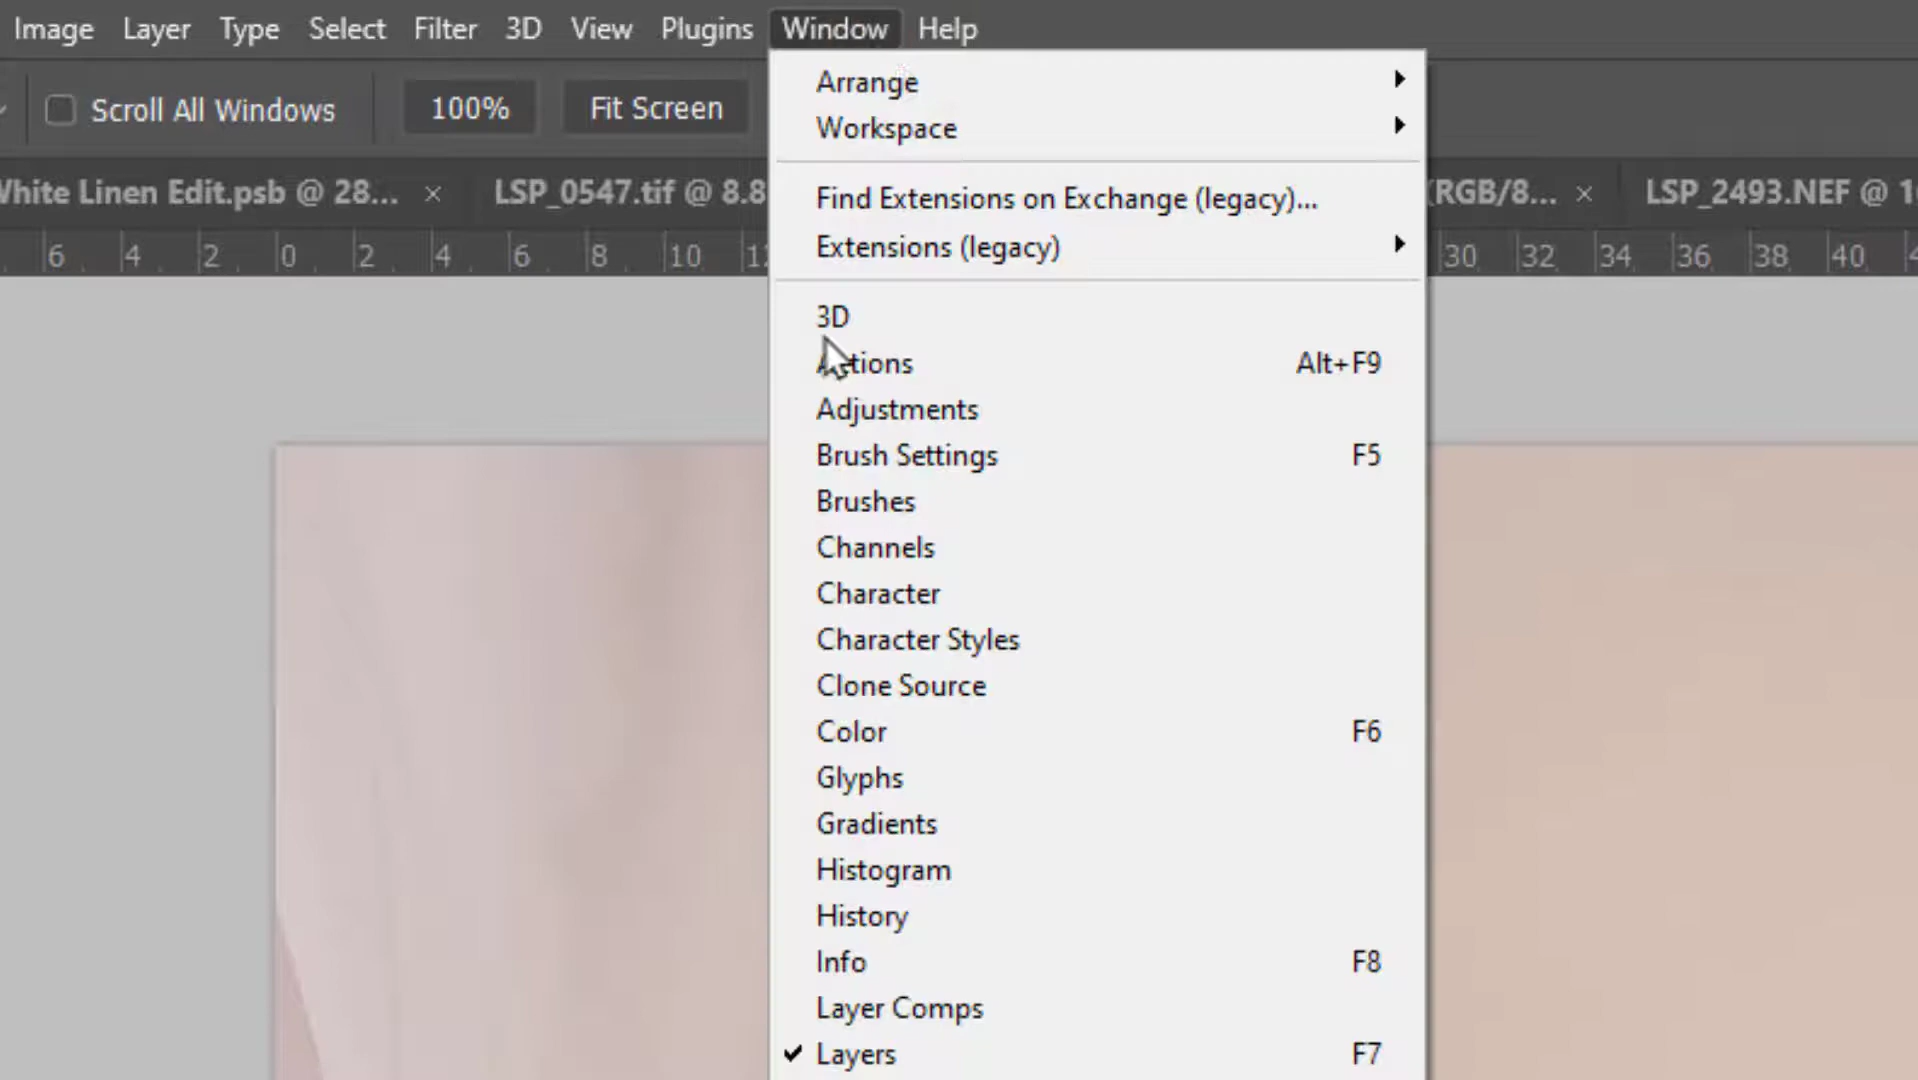 Image Layer Type Select Filter 3D View Plugins Window Help
Scroll All Windows 100% Fit Screen
White Linen Edit.psb @ 28... × LSP_0547.tif @ 8.8 (RGB/8... × LSP_2493.NEF @
6 4 2 0 2 4 6 8 10 30 32 34 36 38 40
Arrange
Workspace
Find Extensions on Exchange (legacy)...
Extensions (legacy)
3D
Actions Alt+F9
Adjustments
Brush Settings F5
Brushes
Channels
Character
Character Styles
Clone Source
Color F6
Glyphs
Gradients
Histogram
History
Info F8
Layer Comps
Layers F7